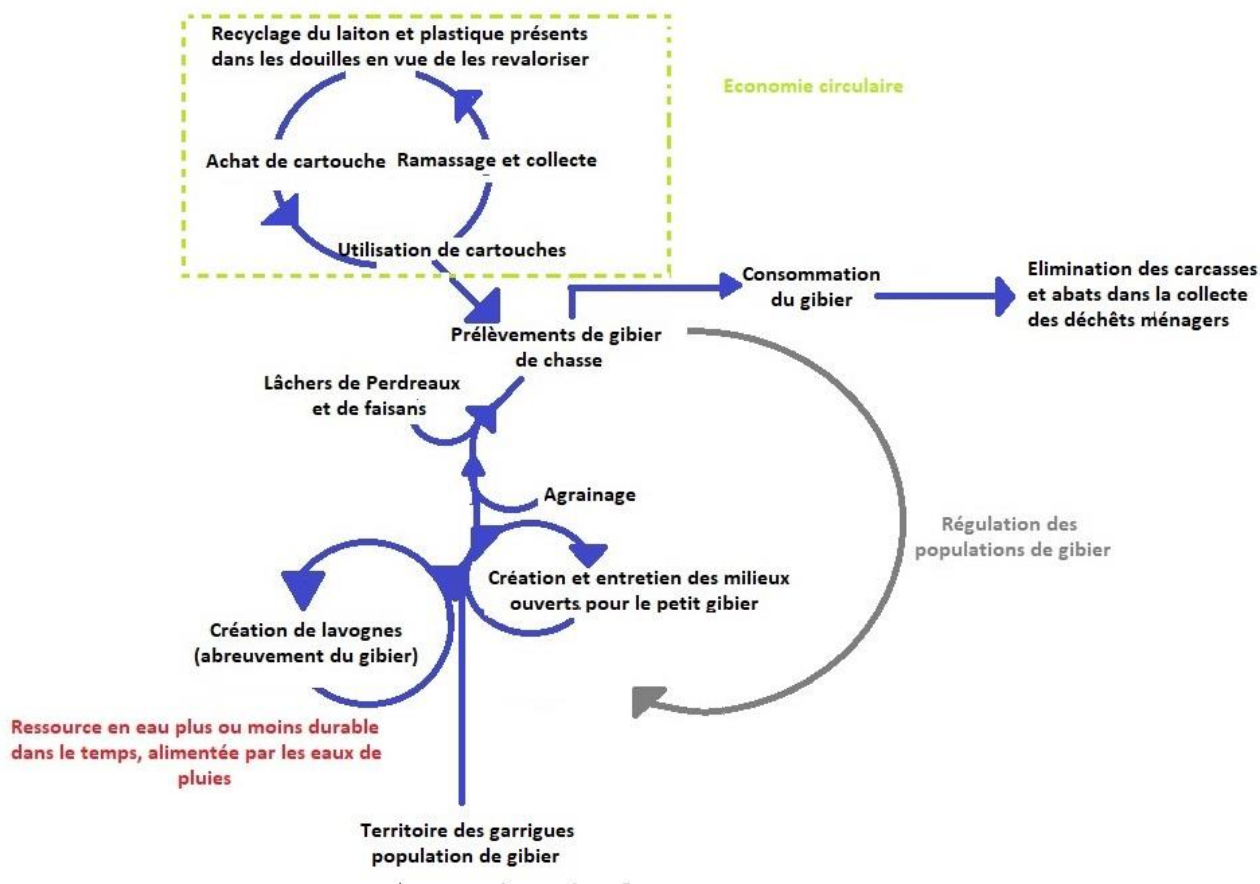 Recyclage du laiton et plastique présents
dans les douilles en vue de les revaloriser
Economie circulaire
Achat de cartouche
Ramassage et collecte
Utilisation de cartouches
Consommation
du gibier
Elimination des carcasses
et abats dans la collecte
des déchêts ménagers
Prélèvements de gibier
de chasse
Lâchers de Perdreaux
et de faisans
Agrainage
Régulation des
populations de gibier
Création et entretien des milieux
ouverts pour le petit gibier
Création de lavognes
(abreuvement du gibier)
Ressource en eau plus ou moins durable
dans le temps, alimentée par les eaux de
pluies
Territoire des garrigues
population de gibier